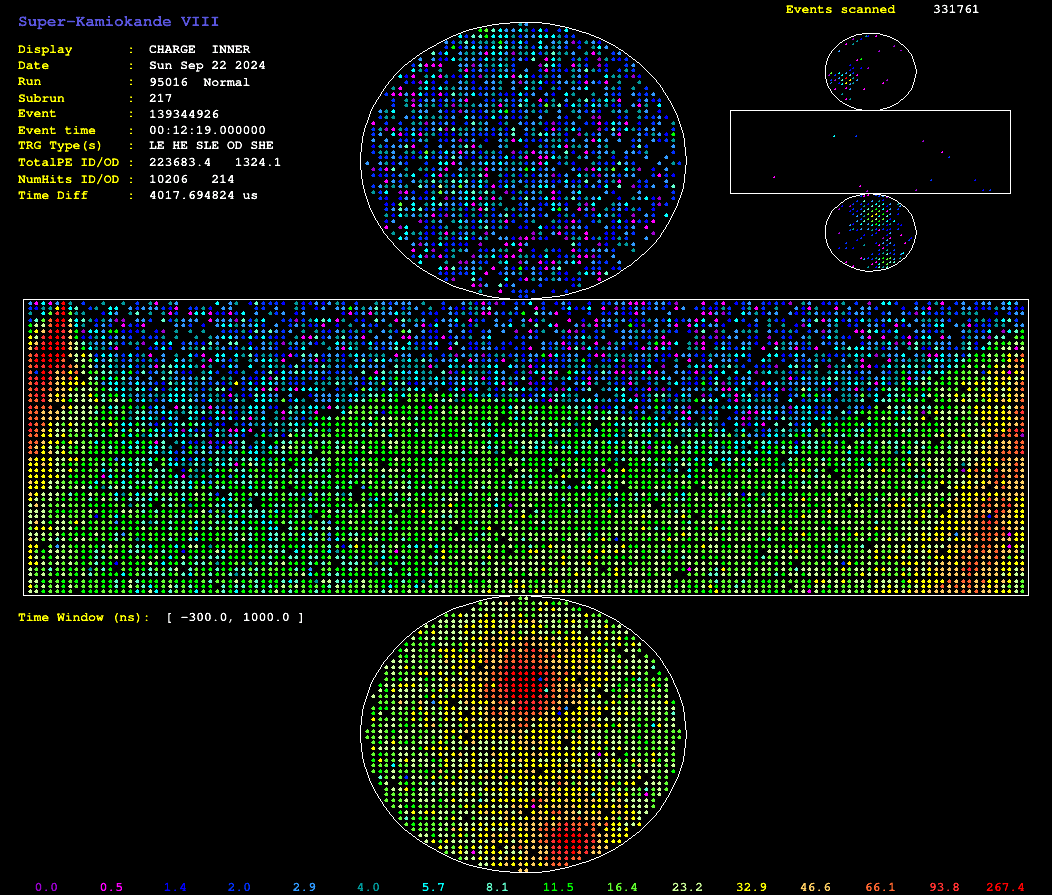 Super-Kamiokande VIII
Display : CHARGE INNER
Date : Sun Sep 22 2024
Run : 95016 Normal
Subrun : 217
Event : 139344926
Event time : 00:12:19.000000
TRG Type(s) : LE HE SLE OD SHE
TotalPE ID/OD : 223683.4 1324.1
NumHits ID/OD : 10206 214
Time Diff : 4017.694824 us
Events scanned 331761
Time Window (ns): [ -300.0, 1000.0 ]
0.0 0.5 1.4 2.0 2.9 4.0 5.7 8.1 11.5 16.4 23.2 32.9 46.6 66.1 93.8 267.4